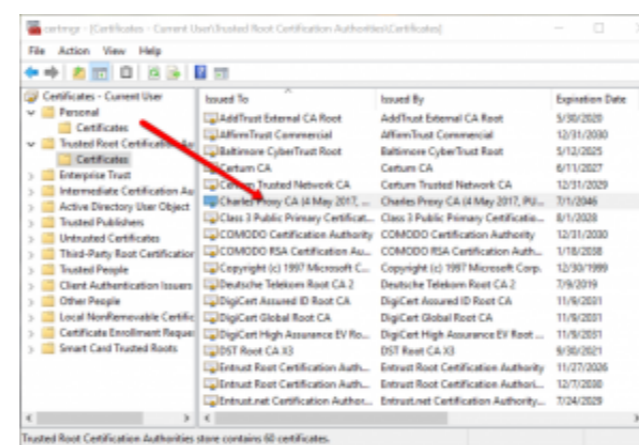 certmgr - [Certificates - Current User\Trusted Root Certification Authorities\Certificates]
File Action View Help
Certificates - Current User
Personal
Certificates
Trusted Root Certification Au
Certificates
Enterprise Trust
Intermediate Certification Au
Active Directory User Object
Trusted Publishers
Untrusted Certificates
Third-Party Root Certification
Trusted People
Client Authentication Issuers
Other People
Local NonRemovable Certific
Certificate Enrollment Reques
Smart Card Trusted Roots
Issued To Issued By Expiration Date
AddTrust External CA Root AddTrust External CA Root 5/30/2020
AffirmTrust Commercial AffirmTrust Commercial 12/31/2030
Baltimore CyberTrust Root Baltimore CyberTrust Root 5/12/2025
Certum CA Certum CA 6/11/2027
Certum Trusted Network CA Certum Trusted Network CA 12/31/2029
Charles Proxy CA (4 May 2017, ... Charles Proxy CA (4 May 2017, PU... 7/1/2046
Class 3 Public Primary Certificat... Class 3 Public Primary Certificatio... 8/1/2028
COMODO Certification Authority COMODO Certification Authority 12/31/2030
COMODO RSA Certification Au... COMODO RSA Certification Auth... 1/18/2038
Copyright (c) 1997 Microsoft C... Copyright (c) 1997 Microsoft Corp. 12/30/1999
Deutsche Telekom Root CA 2 Deutsche Telekom Root CA 2 7/9/2019
DigiCert Assured ID Root CA DigiCert Assured ID Root CA 11/9/2031
DigiCert Global Root CA DigiCert Global Root CA 11/9/2031
DigiCert High Assurance EV Ro... DigiCert High Assurance EV Root ... 11/9/2031
DST Root CA X3 DST Root CA X3 9/30/2021
Entrust Root Certification Auth... Entrust Root Certification Authority 11/27/2026
Entrust Root Certification Auth... Entrust Root Certification Authori... 12/7/2030
Entrust.net Certification Author... Entrust.net Certification Authority... 7/24/2029
Trusted Root Certification Authorities store contains 60 certificates.